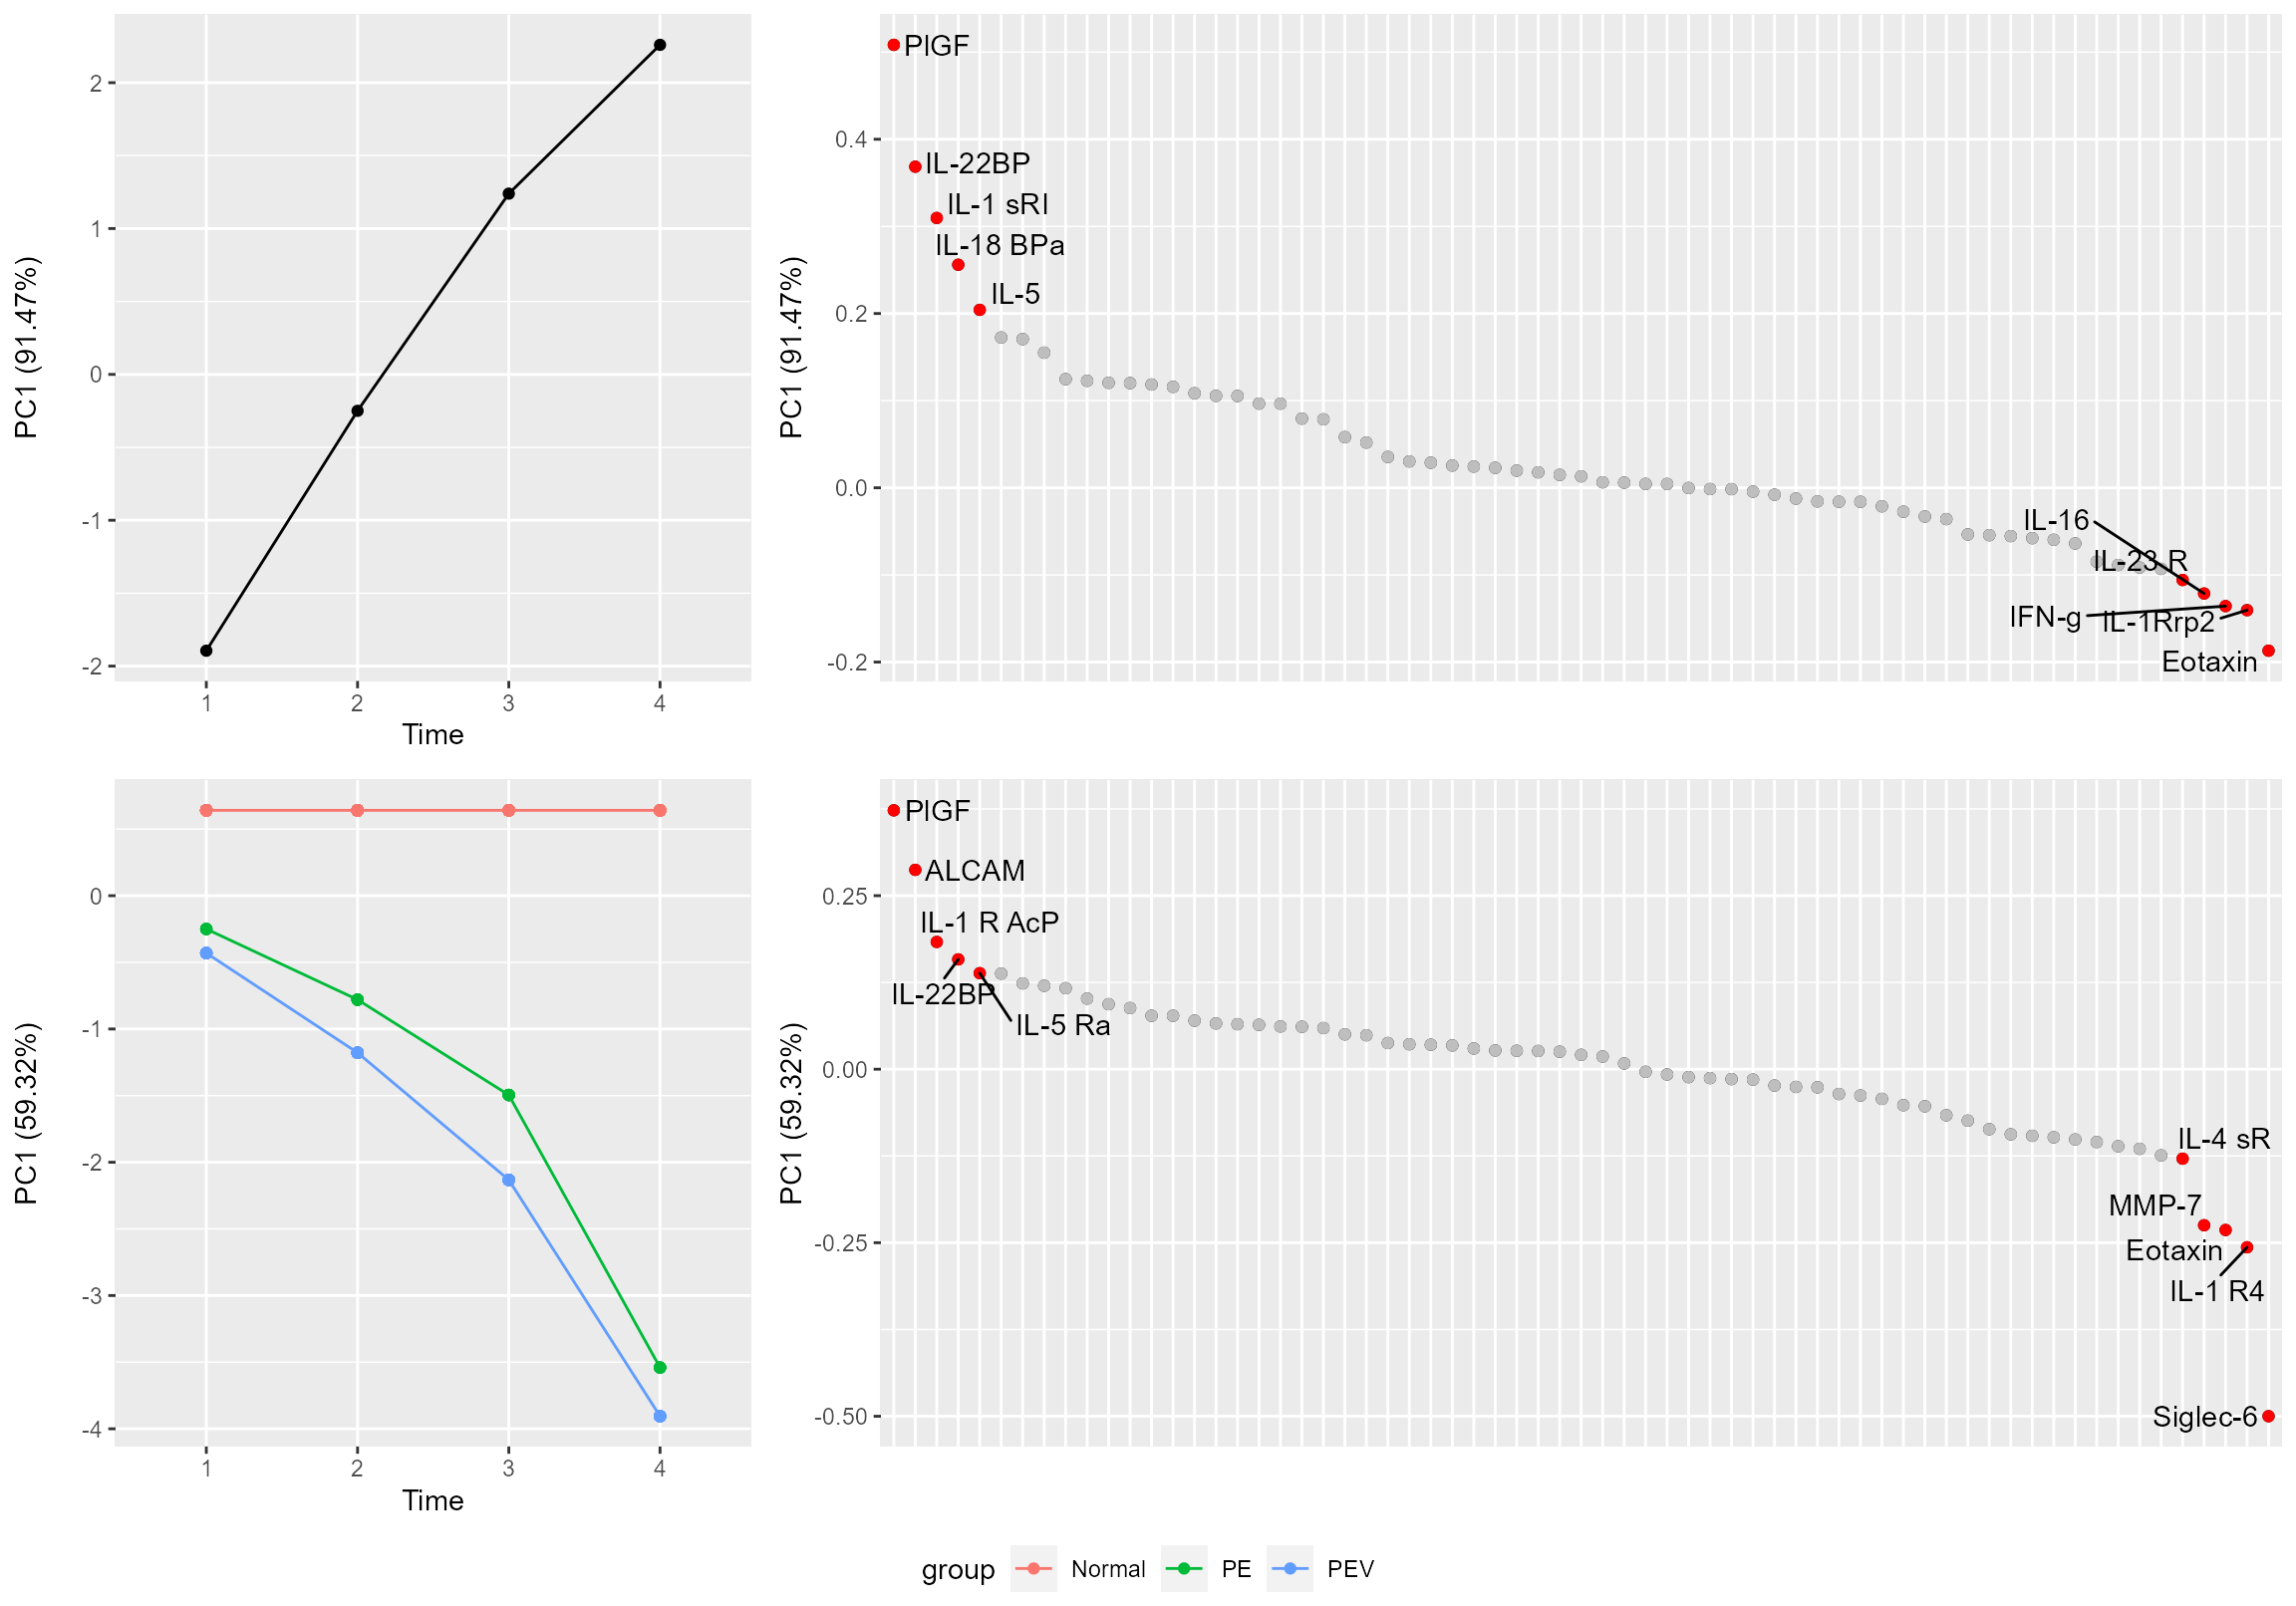 PC1 (91.47%)
2
1
0
-1
-2
1 2 3 4
Time
PC1 (91.47%)
0.4
0.2
0.0
-0.2
PlGF
IL-22BP
IL-1 sRI
IL-18 BPa
IL-5
IL-16
IL-23 R
IFN-g
IL-1Rrp2
Eotaxin
PC1 (59.32%)
0
-1
-2
-3
-4
1 2 3 4
Time
PC1 (59.32%)
0.25
0.00
-0.25
-0.50
PlGF
ALCAM
IL-1 R AcP
IL-22BP
IL-5 Ra
IL-4 sR
MMP-7
Eotaxin
IL-1 R4
Siglec-6
group Normal PE PEV